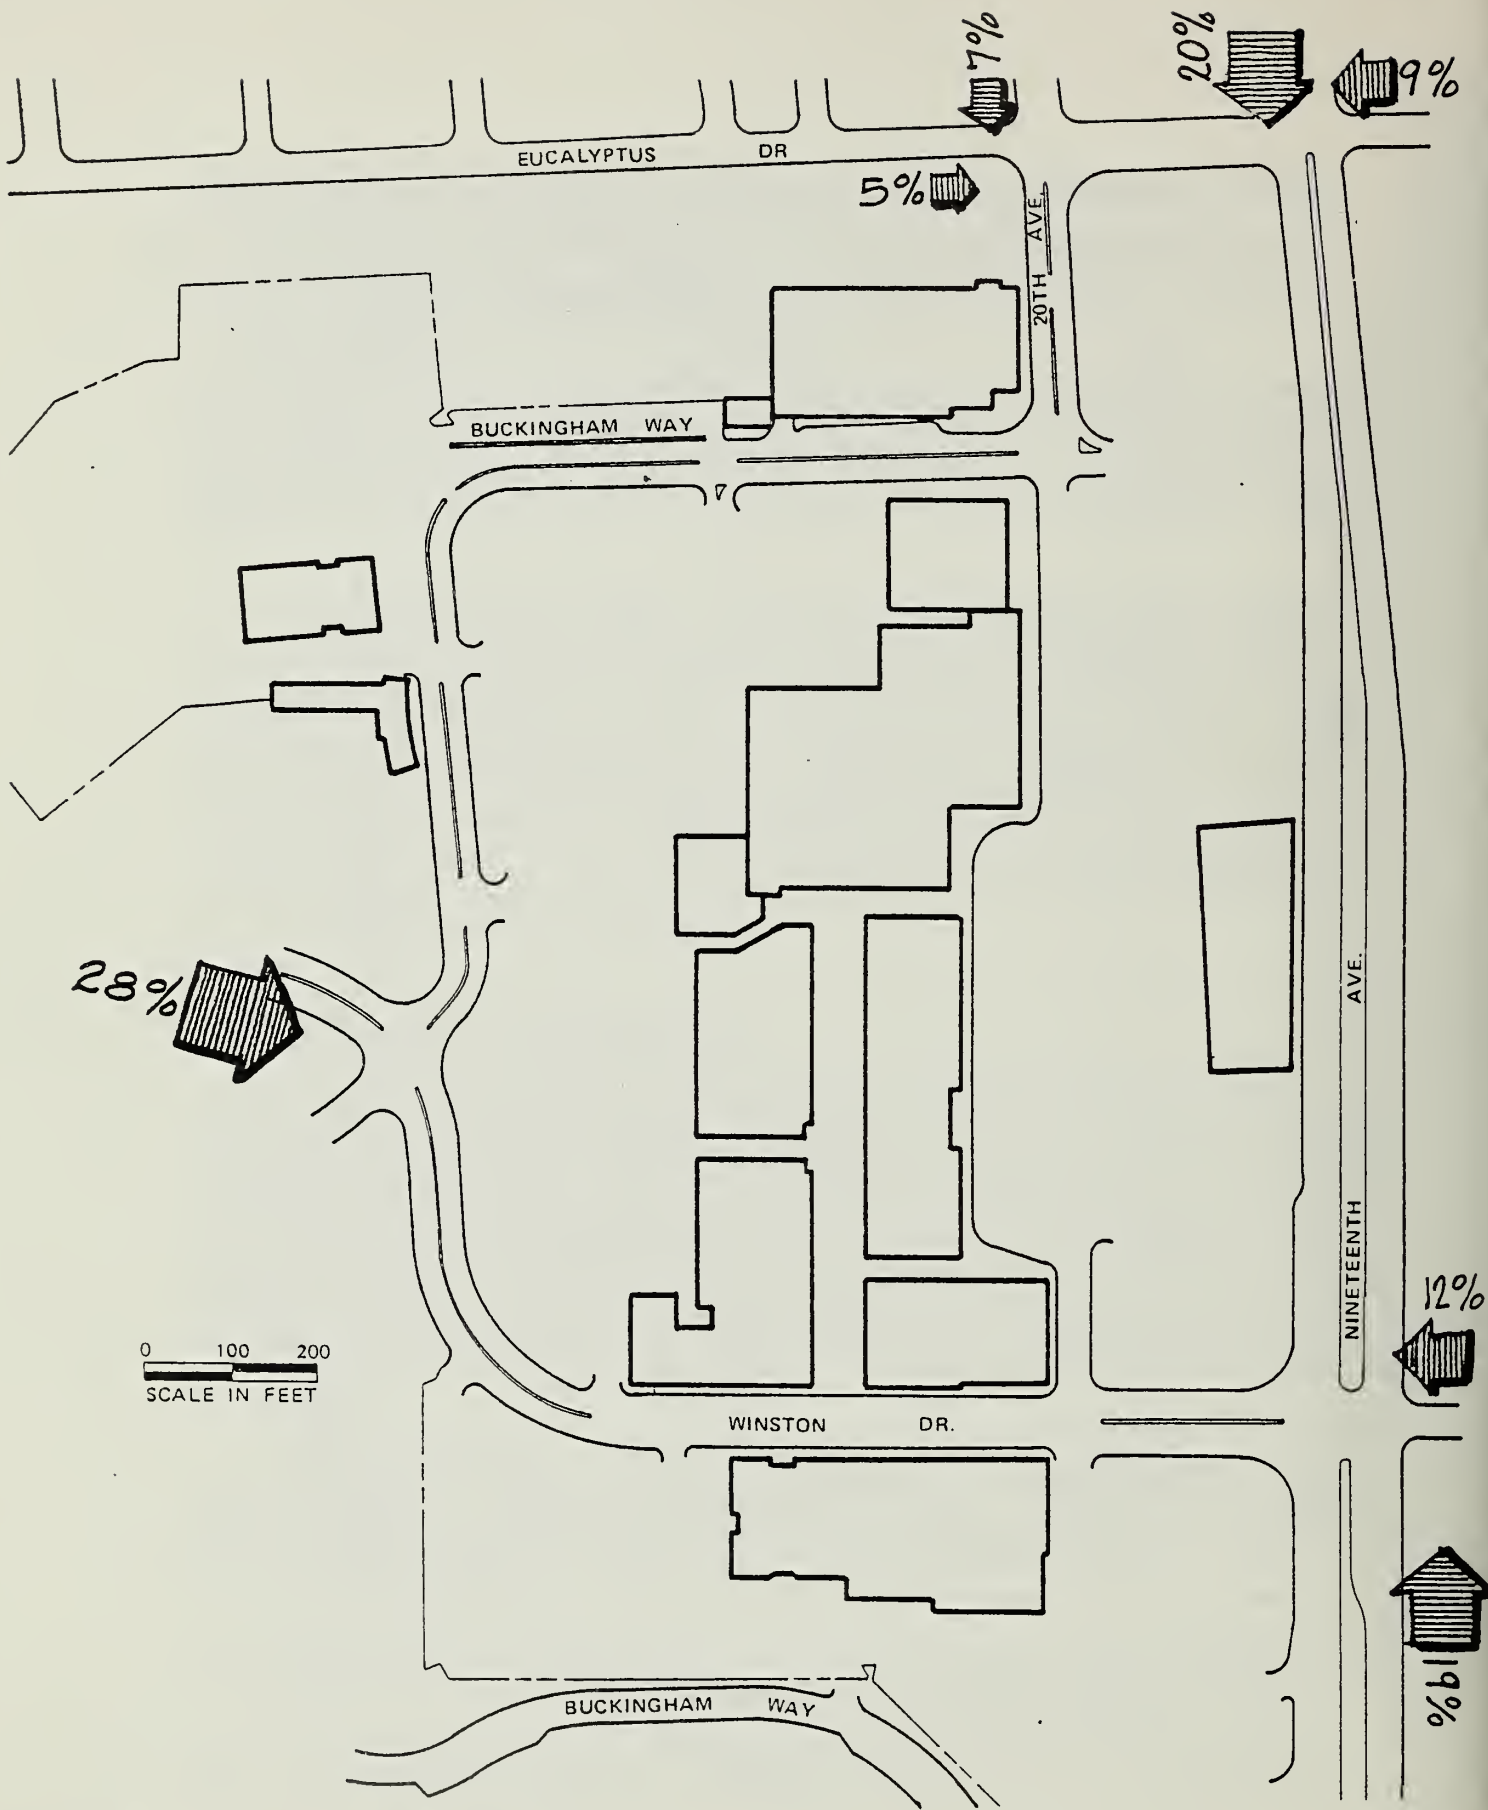 7%
20%
9%
EUCALYPTUS DR
5%
20TH AVE.
BUCKINGHAM WAY
28%
NINETEENTH AVE.
12%
0 100 200
SCALE IN FEET
WINSTON DR.
19%
BUCKINGHAM WAY